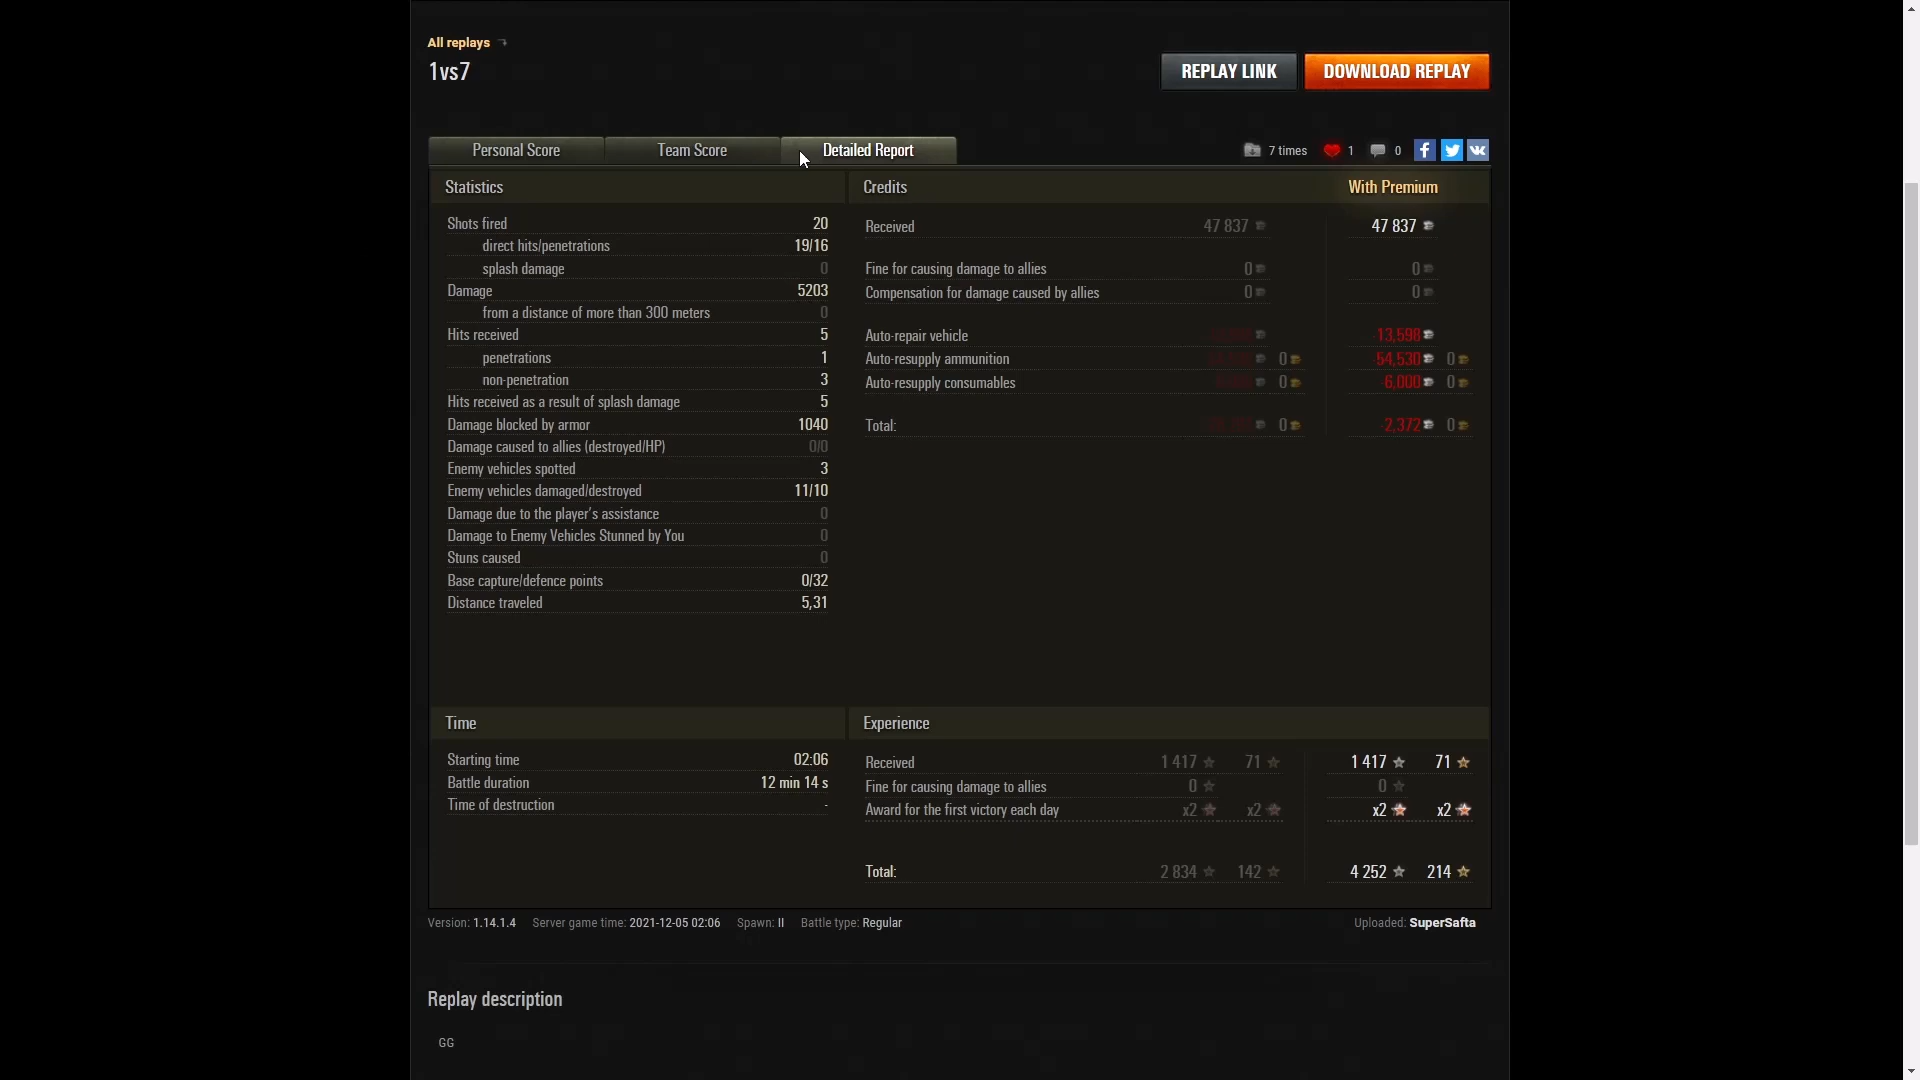 All replays
1vs7
REPLAY LINK
DOWNLOAD REPLAY
Personal Score
Team Score
Detailed Report
7 times
1
0
Statistics
Shots fired 20
direct hits/penetrations 19/16
splash damage 0
Damage 5203
from a distance of more than 300 meters 0
Hits received 5
penetrations 1
non-penetration 3
Hits received as a result of splash damage 5
Damage blocked by armor 1040
Damage caused to allies (destroyed/HP) 0/0
Enemy vehicles spotted 3
Enemy vehicles damaged/destroyed 11/10
Damage due to the player's assistance 0
Damage to Enemy Vehicles Stunned by You 0
Stuns caused 0
Base capture/defence points 0/32
Distance traveled 5,31
Credits With Premium
Received 47 837 47 837
Fine for causing damage to allies 0 0
Compensation for damage caused by allies 0 0
Auto-repair vehicle -13,598
Auto-resupply ammunition 0 -54,530 0
Auto-resupply consumables 0 -6,000 0
Total: 0 -2,372 0
Time
Starting time 02:06
Battle duration 12 min 14 s
Time of destruction -
Experience
Received 1 417 71 1 417 71
Fine for causing damage to allies 0 0
Award for the first victory each day x2 x2 x2 x2
Total: 2 834 142 4 252 214
Version: 1.14.1.4 Server game time: 2021-12-05 02:06 Spawn: II Battle type: Regular Uploaded: SuperSafta
Replay description
GG